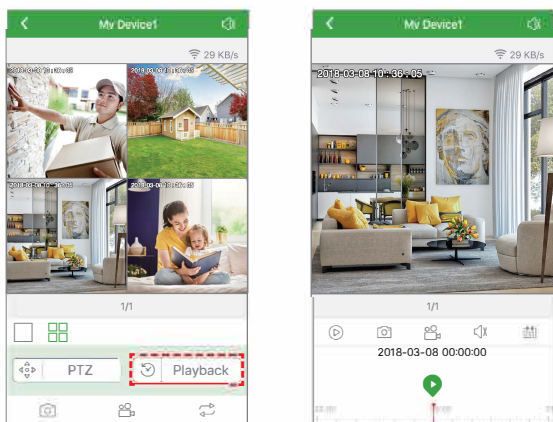 My Device1
29 KB/s
1/1
PTZ
Playback
My Device1
29 KB/s
2018-03-08 10:36:05
1/1
2018-03-08 00:00:00